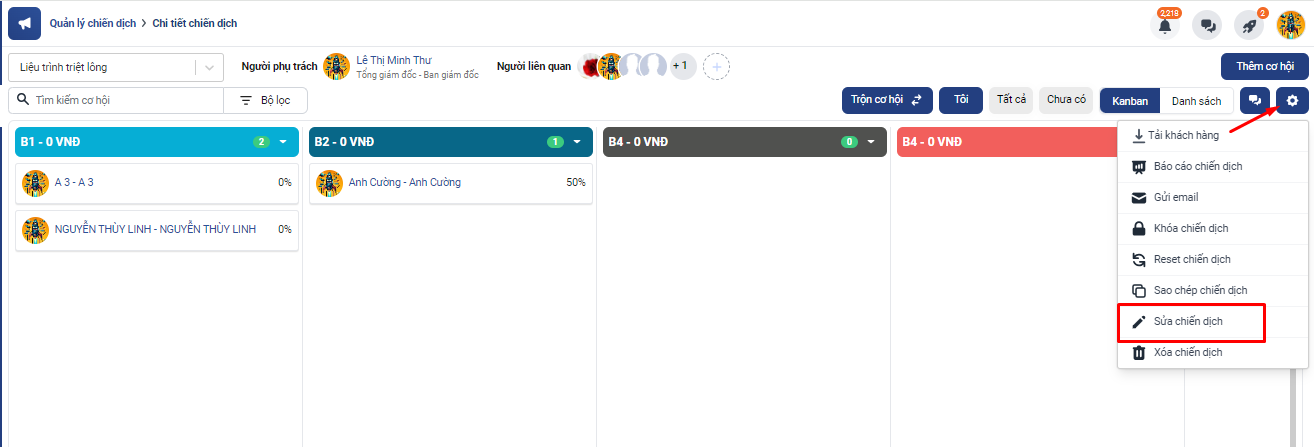 Quản lý chiến dịch > Chi tiết chiến dịch
2,218
2
Liệu trình triệt lông
Người phụ trách
Lê Thị Minh Thư
Tổng giám đốc - Ban giám đốc
Người liên quan
+ 1
Thêm cơ hội
Tìm kiếm cơ hội
Bộ lọc
Trộn cơ hội
Tôi
Tất cả
Chưa có
Kanban
Danh sách
B1 - 0 VNĐ 2
B2 - 0 VNĐ 1
B4 - 0 VNĐ 0
B4 - 0 VNĐ
A 3 - A 3 0%
NGUYỄN THÙY LINH - NGUYỄN THÙY LINH 0%
Anh Cường - Anh Cường 50%
Tải khách hàng
Báo cáo chiến dịch
Gửi email
Khóa chiến dịch
Reset chiến dịch
Sao chép chiến dịch
Sửa chiến dịch
Xóa chiến dịch